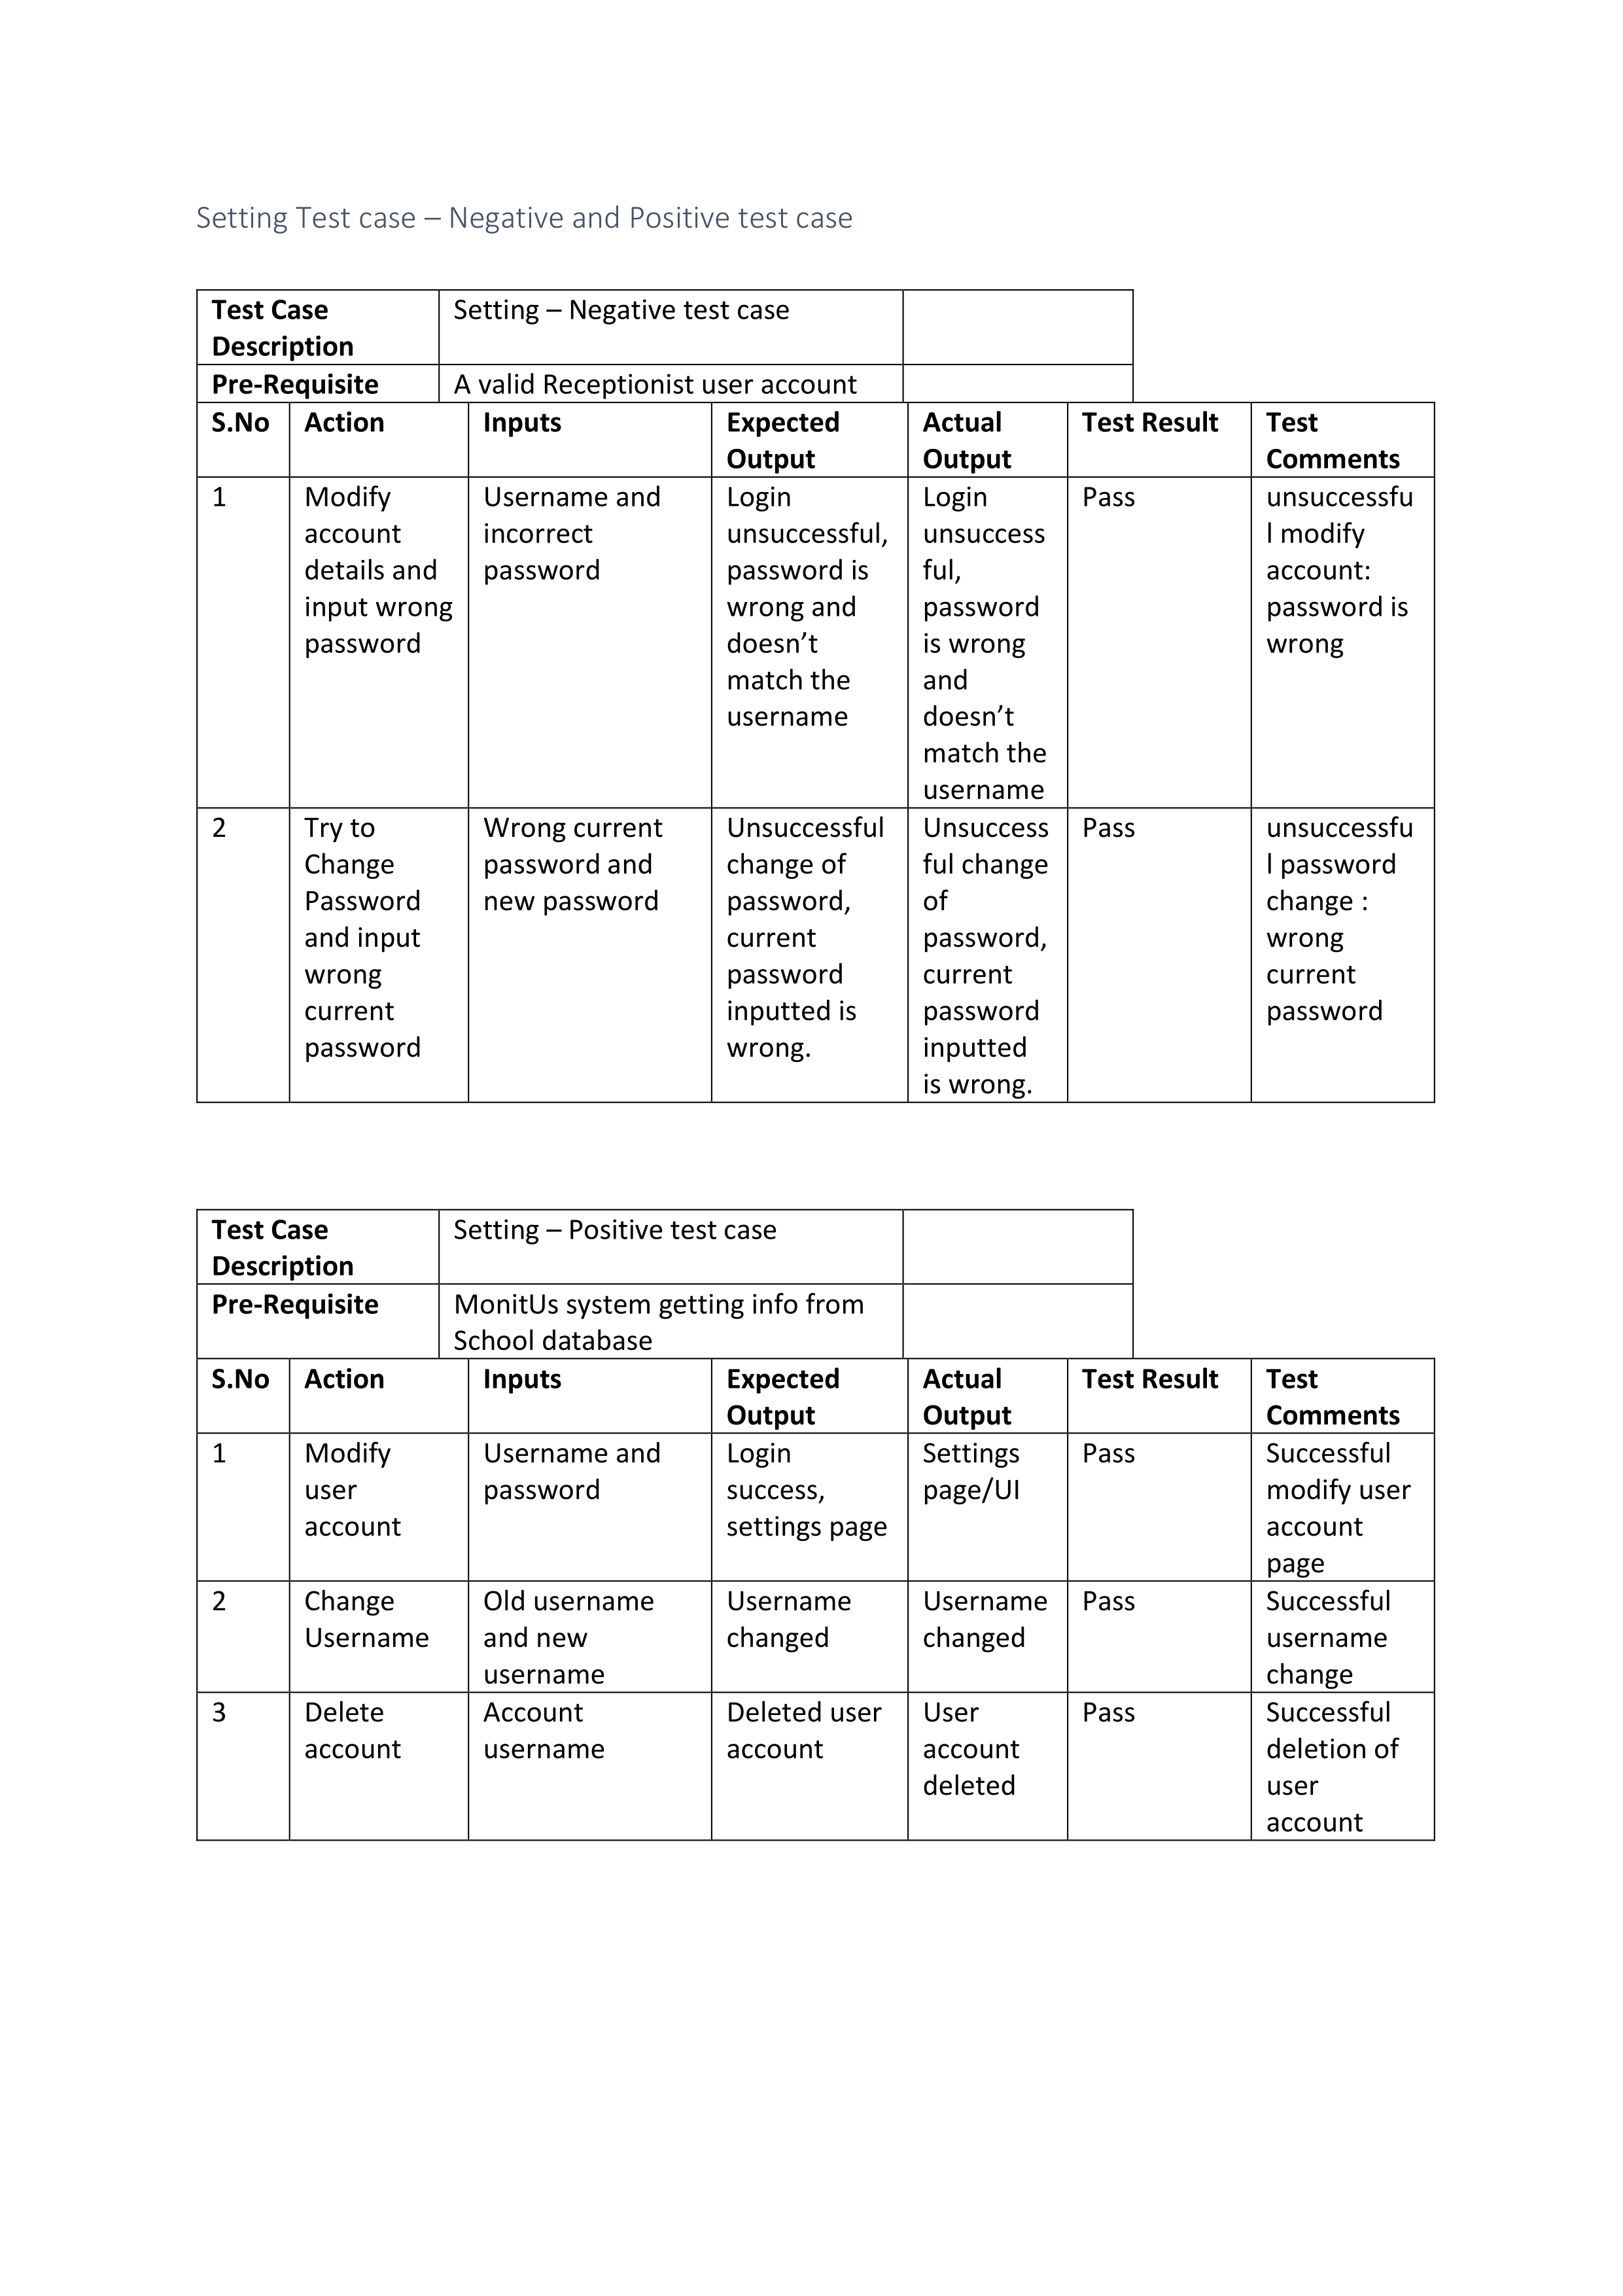 Setting Test case – Negative and Positive test case
Test Case
Description
Setting – Negative test case
Pre-Requisite
A valid Receptionist user account
S.No
Action
Inputs
Expected
Output
Actual
Output
Test Result
Test
Comments
1
Modify
account
details and
input wrong
password
Username and
incorrect
password
Login
unsuccessful,
password is
wrong and
doesn’t
match the
username
Login
unsuccess
ful,
password
is wrong
and
doesn’t
match the
username
Pass
unsuccessfu
l modify
account:
password is
wrong
2
Try to
Change
Password
and input
wrong
current
password
Wrong current
password and
new password
Unsuccessful
change of
password,
current
password
inputted is
wrong.
Unsuccess
ful change
of
password,
current
password
inputted
is wrong.
Pass
unsuccessfu
l password
change :
wrong
current
password
Test Case
Description
Setting – Positive test case
Pre-Requisite
MonitUs system getting info from
School database
S.No
Action
Inputs
Expected
Output
Actual
Output
Test Result
Test
Comments
1
Modify
user
account
Username and
password
Login
success,
settings page
Settings
page/UI
Pass
Successful
modify user
account
page
2
Change
Username
Old username
and new
username
Username
changed
Username
changed
Pass
Successful
username
change
3
Delete
account
Account
username
Deleted user
account
User
account
deleted
Pass
Successful
deletion of
user
account